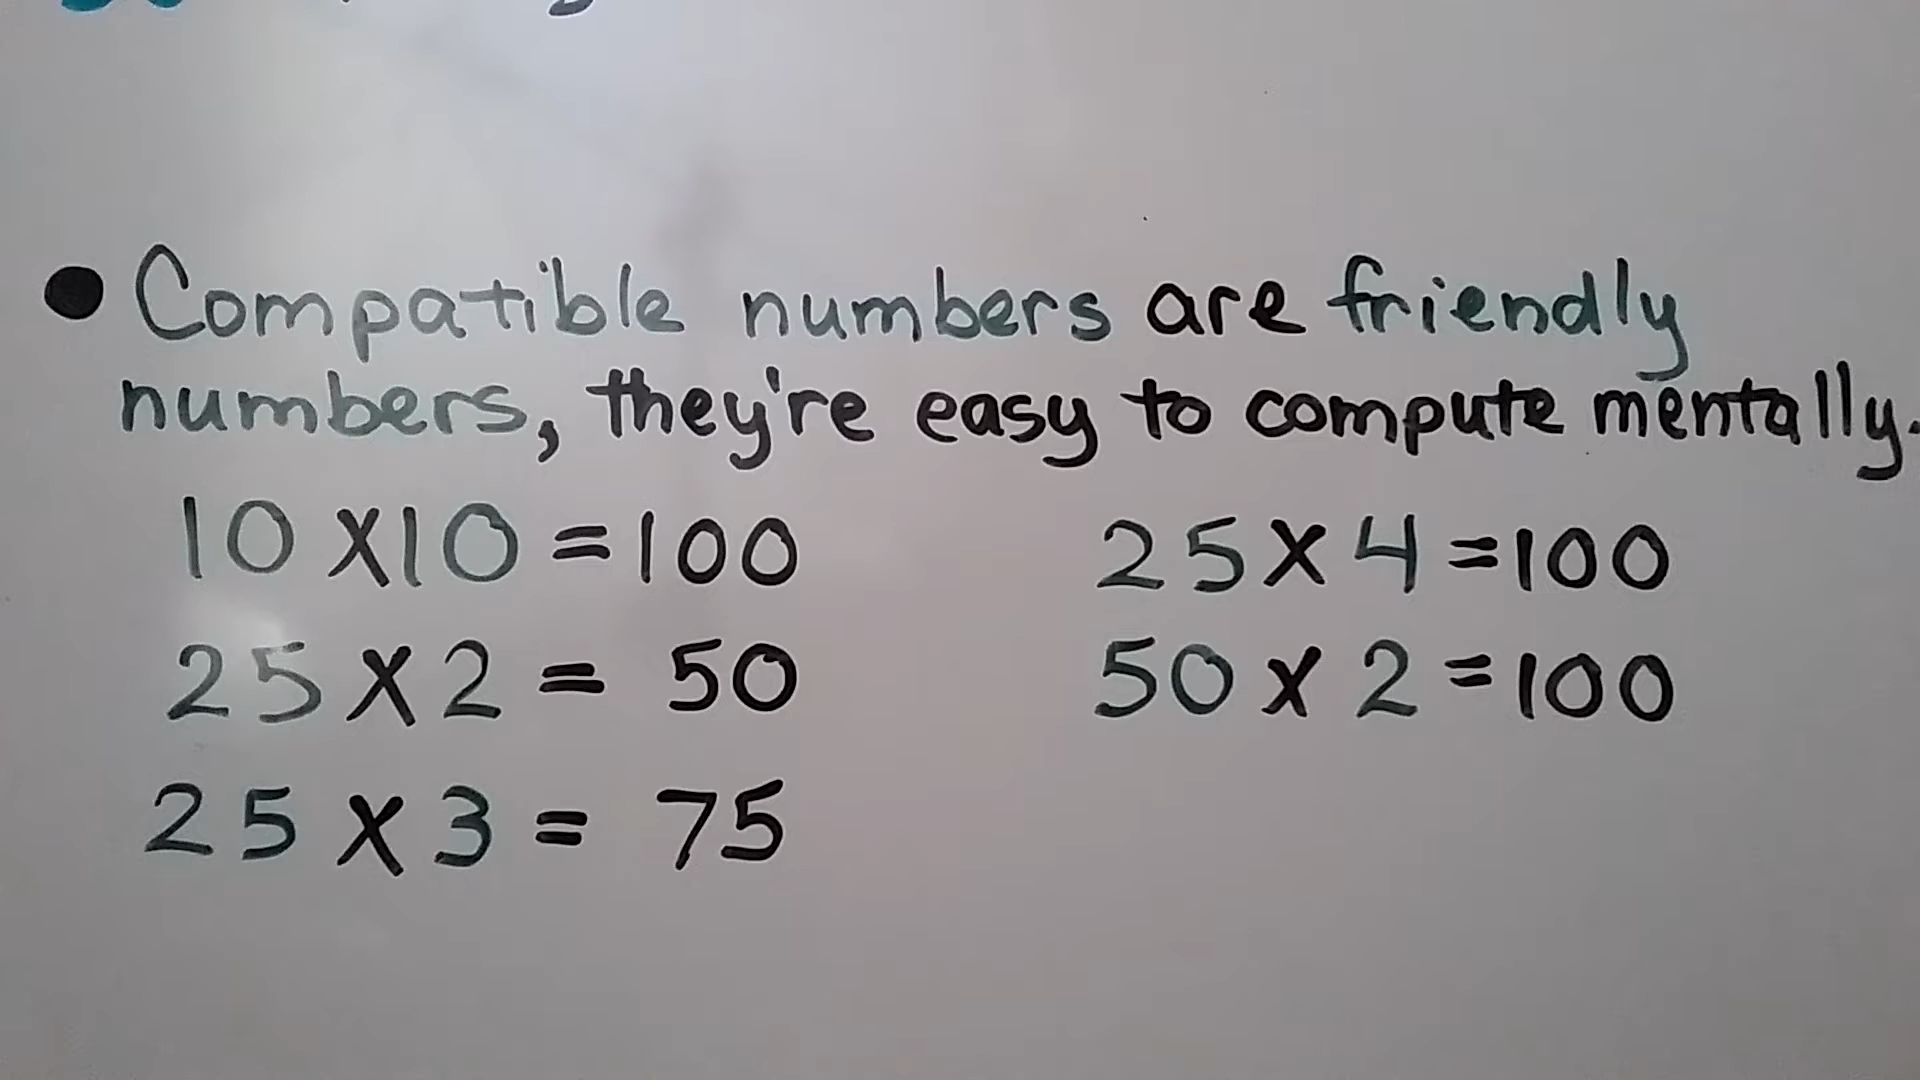 • Compatible numbers are friendly
numbers, they're easy to compute mentally.
10 x 10 = 100
25 x 4 = 100
25 x 2 = 50
50 x 2 = 100
25 x 3 = 75